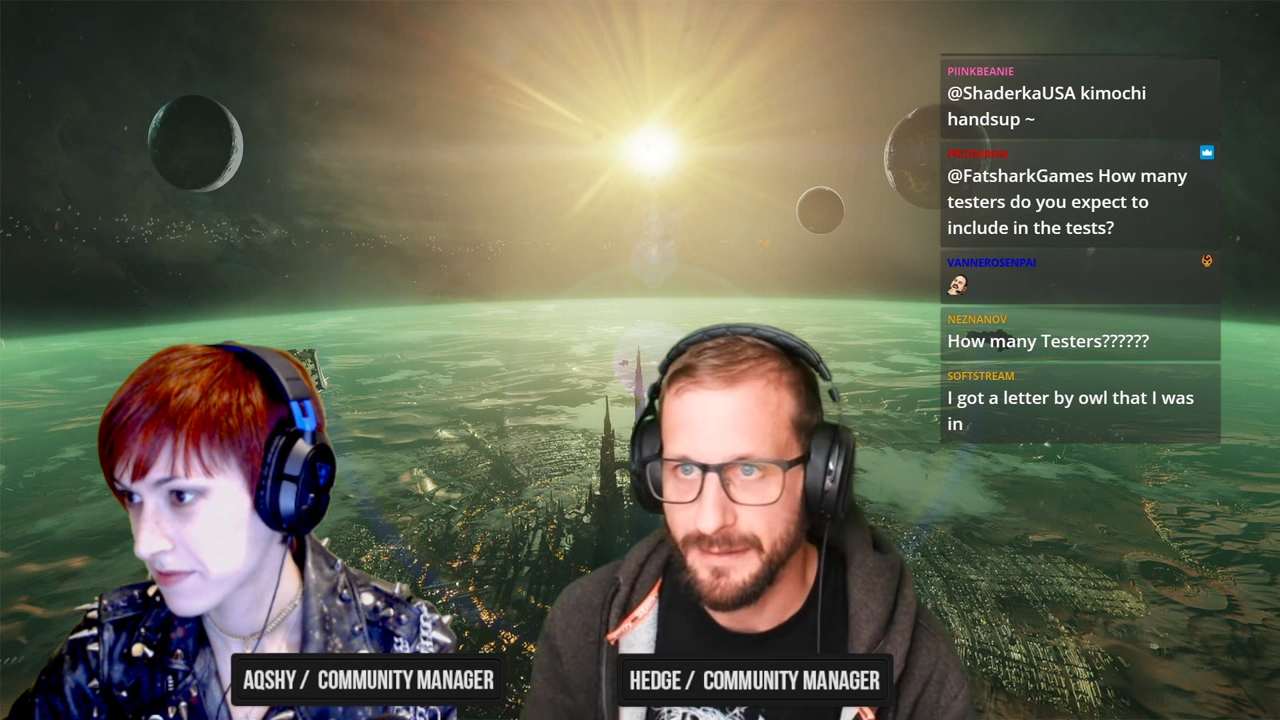 PIINKBEANIE
@ShaderkaUSA kimochi
handsup ~
@FatsharkGames How many
testers do you expect to
include in the tests?
VANNEROSENPAI
NEZNANOV
How many Testers??????
SOFTSTREAM
I got a letter by owl that I was
in
AQSHY / COMMUNITY MANAGER
HEDGE / COMMUNITY MANAGER